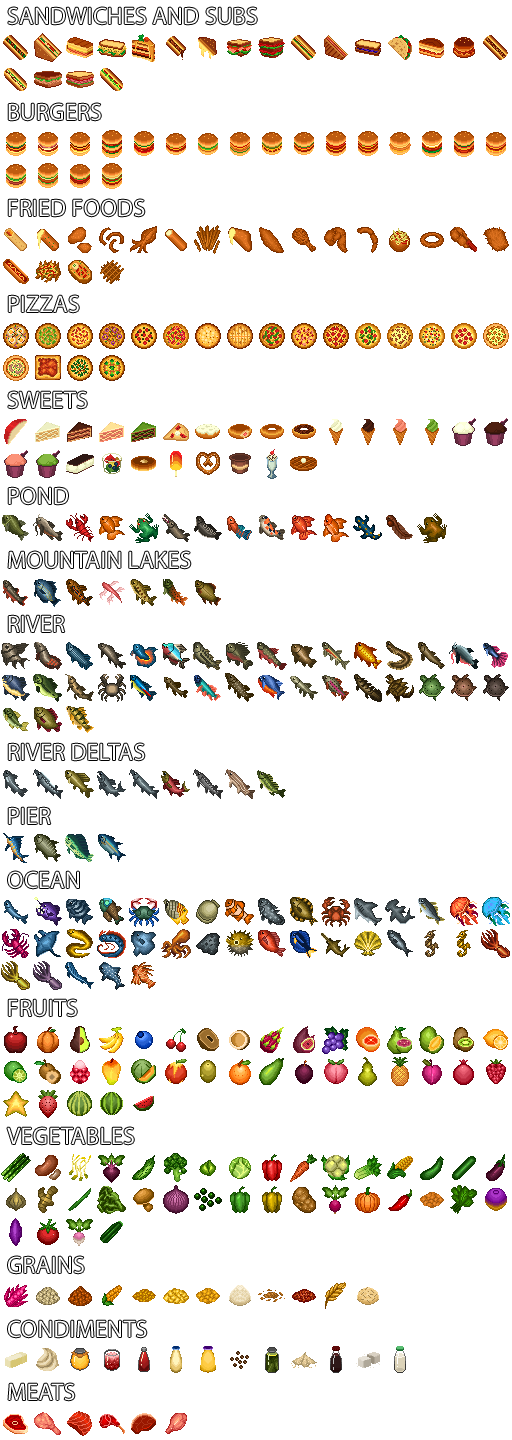 SANDWICHES AND SUBS
BURGERS
FRIED FOODS
PIZZAS
SWEETS
POND
MOUNTAIN LAKES
RIVER
RIVER DELTAS
PIER
OCEAN
FRUITS
VEGETABLES
GRAINS
CONDIMENTS
MEATS